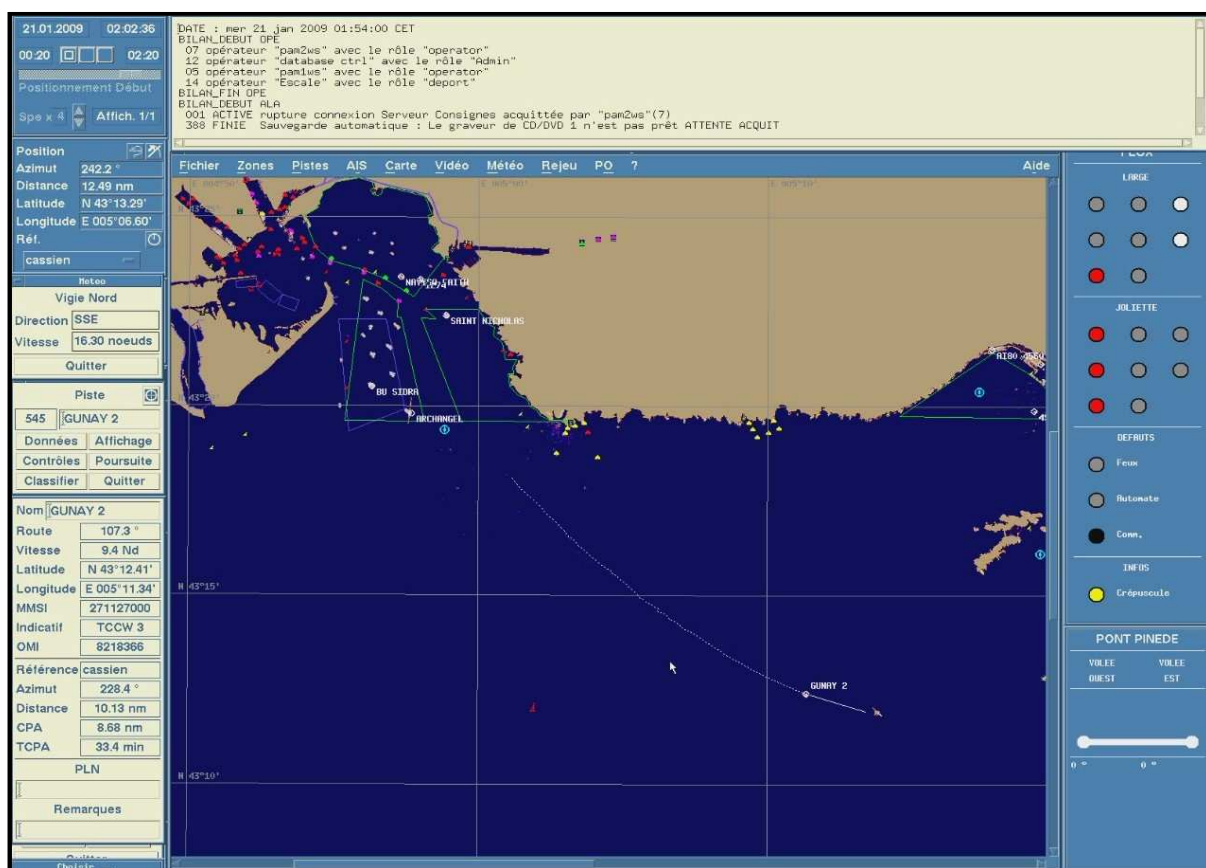 21.01.2009 02:02:36
00:20 02:20
Positionnement Début
Spe x 4 Affich. 1/1
DATE : mer 21 jan 2009 01:54:00 CET
BILAN_DEBUT OPE
07 opérateur "pam2ws" avec le rôle "operator"
12 opérateur "database ctrl" avec le rôle "Admin"
05 opérateur "pam1ws" avec le rôle "operator"
14 opérateur "Escale" avec le rôle "deport"
BILAN_FIN OPE
BILAN_DEBUT ALA
001 ACTIVE rupture connexion Serveur Consignes acquittée par "pam2ws"(7)
388 FINIE Sauvegarde automatique : Le graveur de CD/DVD 1 n'est pas prêt ATTENTE ACQUIT
Position
Azimut 242.2 °
Distance 12.49 nm
Latitude N 43°13.29'
Longitude E 005°06.60'
Réf.
cassien
Meteo
Vigie Nord
Direction SSE
Vitesse 16.30 noeuds
Quitter
Piste
545 GUNAY 2
Données Affichage
Contrôles Poursuite
Classifier Quitter
Nom GUNAY 2
Route 107.3 °
Vitesse 9.4 Nd
Latitude N 43°12.41'
Longitude E 005°11.34'
MMSI 271127000
Indicatif TCCW 3
OMI 8218366
Référence cassien
Azimut 228.4 °
Distance 10.13 nm
CPA 8.68 nm
TCPA 33.4 min
PLN
Remarques
Quitter
Choisir
Fichier Zones Pistes AIS Carte Vidéo Météo Rejeu PO ? Aide
SAINT NICHOLAS
BU SIDRA
ARCHANGEL
N 43°15'
GUNAY 2
N 43°10'
FEUX
LARGE
JOLIETTE
DEFAUTS
Feux
Automate
Comm.
INFOS
Crépuscule
PONT PINEDE
VOLEE VOLEE
OUEST EST
0 ° 0 °